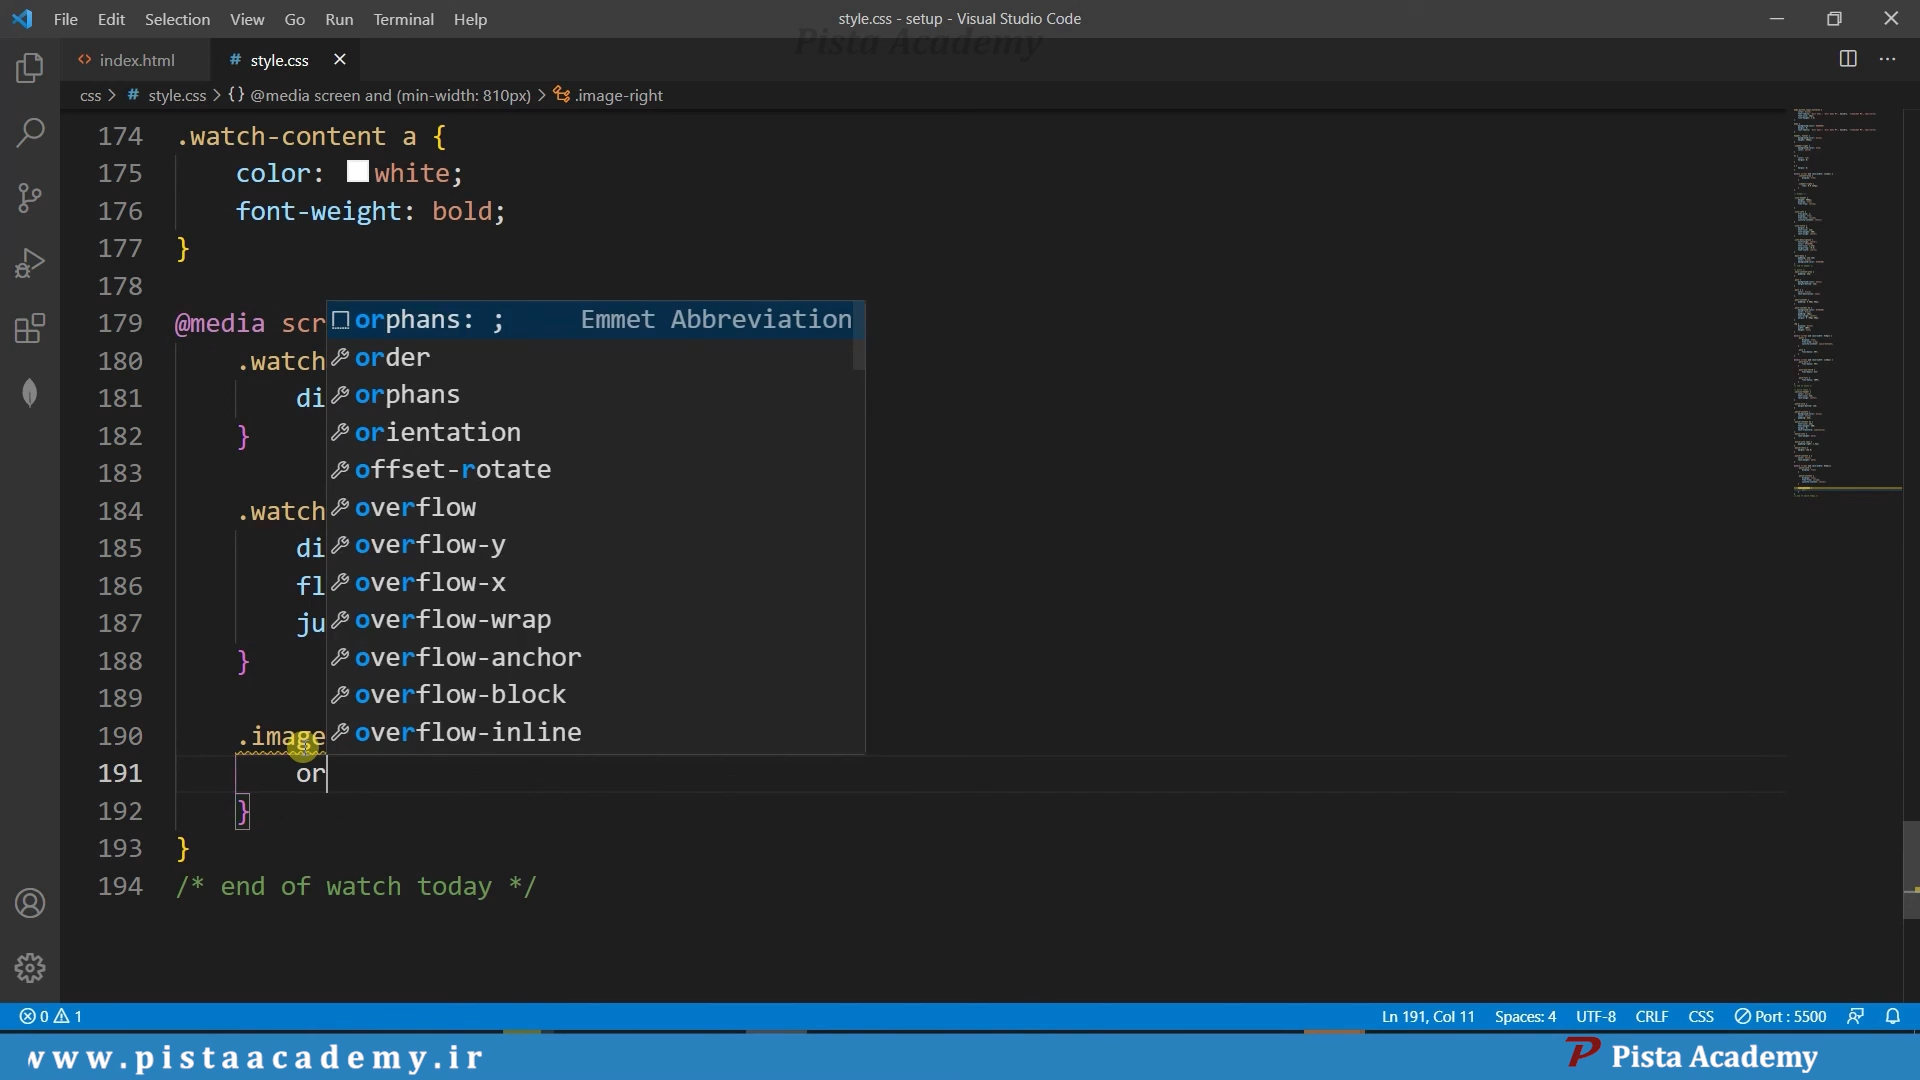 File Edit Selection View Go Run Terminal Help
style.css - setup - Visual Studio Code
Pista Academy
<> index.html
# style.css
css > # style.css > {} @media screen and (min-width: 810px) > .image-right
174 .watch-content a {
175 color: white;
176 font-weight: bold;
177 }
178
179 @media scr
180 .watch
181 di
182 }
183
184 .watch
185 di
186 fl
187 ju
188 }
189
190 .image
191 or
192 }
193 }
194 /* end of watch today */
orphans: ; Emmet Abbreviation
order
orphans
orientation
offset-rotate
overflow
overflow-y
overflow-x
overflow-wrap
overflow-anchor
overflow-block
overflow-inline
0 1
Ln 191, Col 11 Spaces: 4 UTF-8 CRLF CSS Port : 5500
www.pistaacademy.ir
Pista Academy